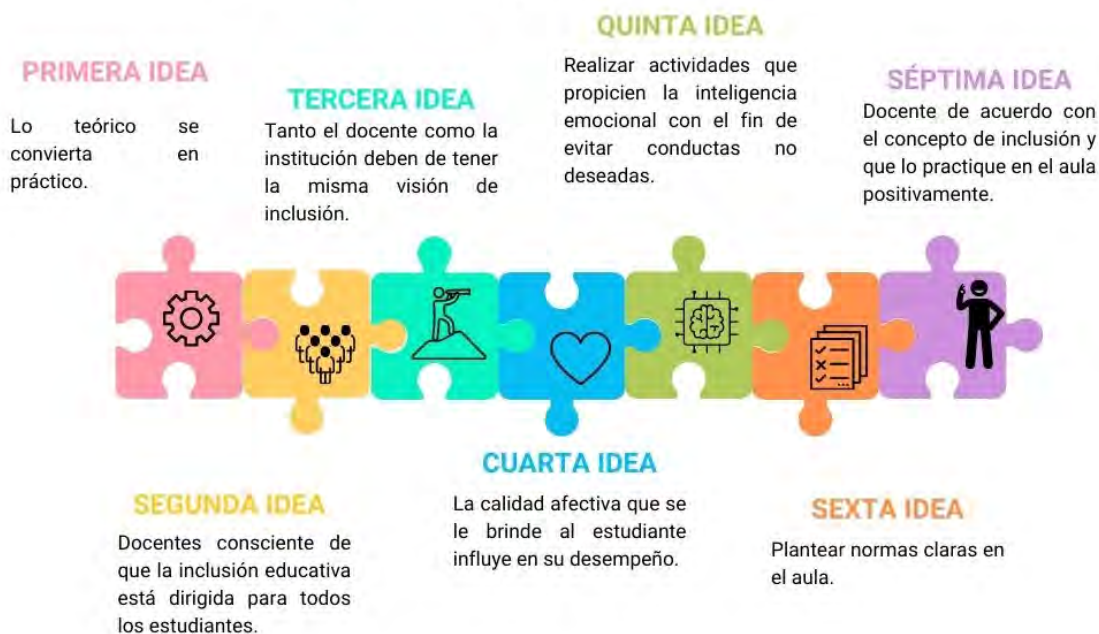 PRIMERA IDEA
Lo teórico se
convierta en
práctico.
SEGUNDA IDEA
Docentes consciente de
que la inclusión educativa
está dirigida para todos
los estudiantes.
TERCERA IDEA
Tanto el docente como la
institución deben de tener
la misma visión de
inclusión.
CUARTA IDEA
La calidad afectiva que se
le brinde al estudiante
influye en su desempeño.
QUINTA IDEA
Realizar actividades que
propicien la inteligencia
emocional con el fin de
evitar conductas no
deseadas.
SEXTA IDEA
Plantear normas claras en
el aula.
SÉPTIMA IDEA
Docente de acuerdo con
el concepto de inclusión y
que lo practique en el aula
positivamente.